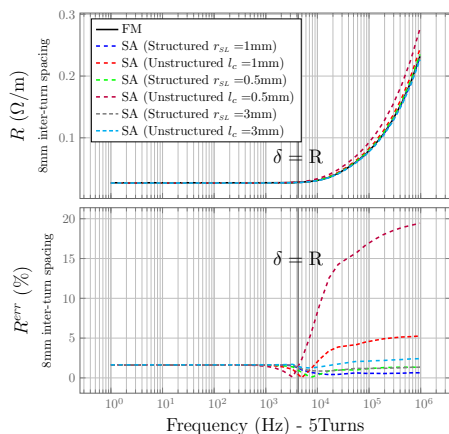 0.3
0.2
0.1
R (Ω/m)
8mm inter-turn spacing
FM
SA (Structured r_SL =1mm)
SA (Unstructured l_c =1mm)
SA (Structured r_SL =0.5mm)
SA (Unstructured l_c =0.5mm)
SA (Structured r_SL =3mm)
SA (Unstructured l_c =3mm)
δ = R
20
15
10
5
0
R^err (%)
8mm inter-turn spacing
δ = R
10^0 10^1 10^2 10^3 10^4 10^5 10^6
Frequency (Hz) - 5Turns